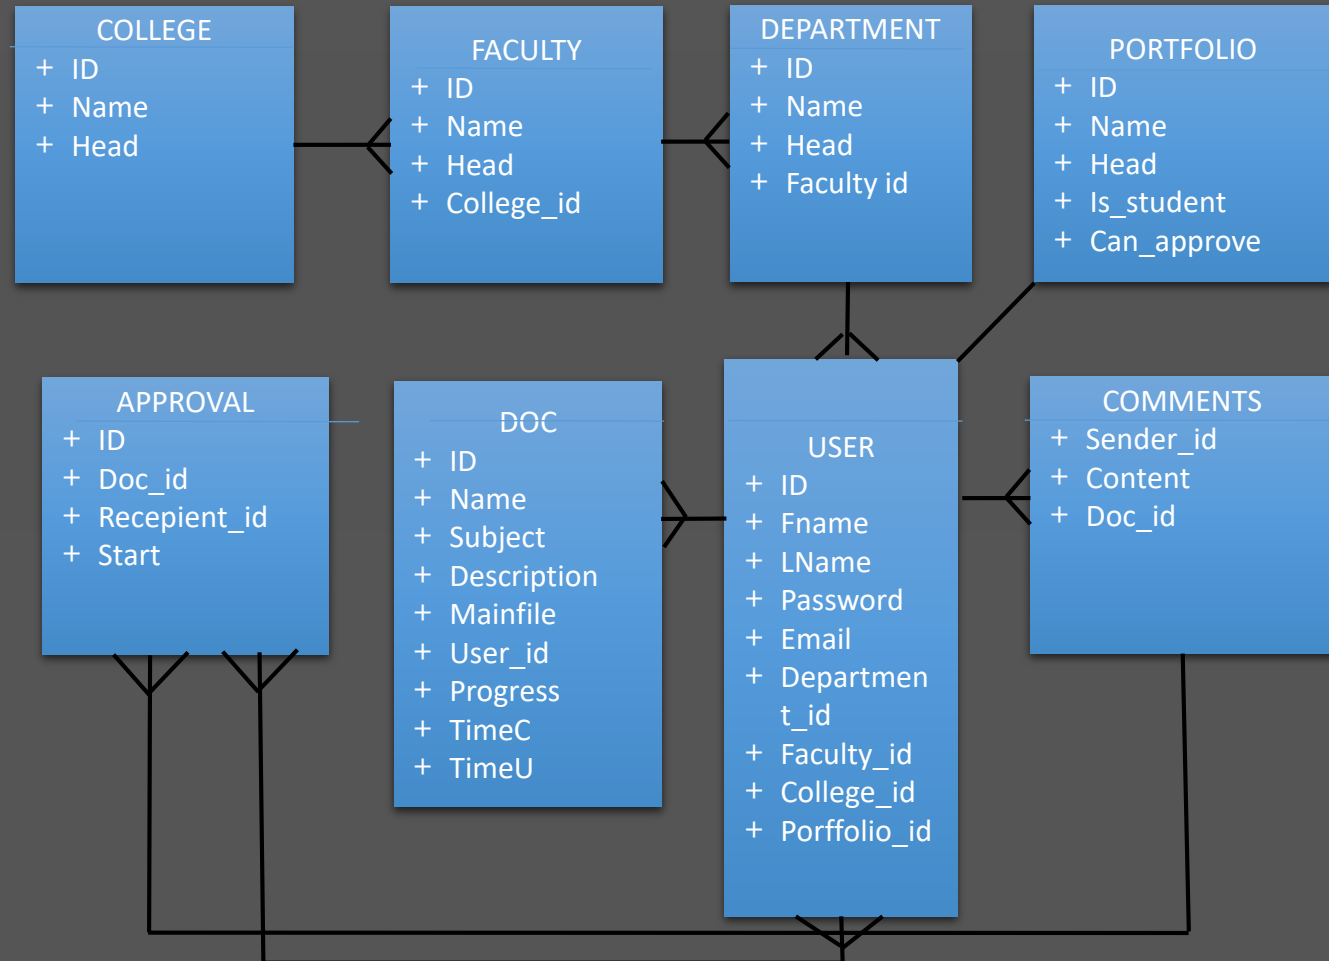 COLLEGE
+ ID
+ Name
+ Head
FACULTY
+ ID
+ Name
+ Head
+ College_id
DEPARTMENT
+ ID
+ Name
+ Head
+ Faculty id
PORTFOLIO
+ ID
+ Name
+ Head
+ Is_student
+ Can_approve
APPROVAL
+ ID
+ Doc_id
+ Recepient_id
+ Start
DOC
+ ID
+ Name
+ Subject
+ Description
+ Mainfile
+ User_id
+ Progress
+ TimeC
+ TimeU
USER
+ ID
+ Fname
+ LName
+ Password
+ Email
+ Departmen
t_id
+ Faculty_id
+ College_id
+ Porffolio_id
COMMENTS
+ Sender_id
+ Content
+ Doc_id